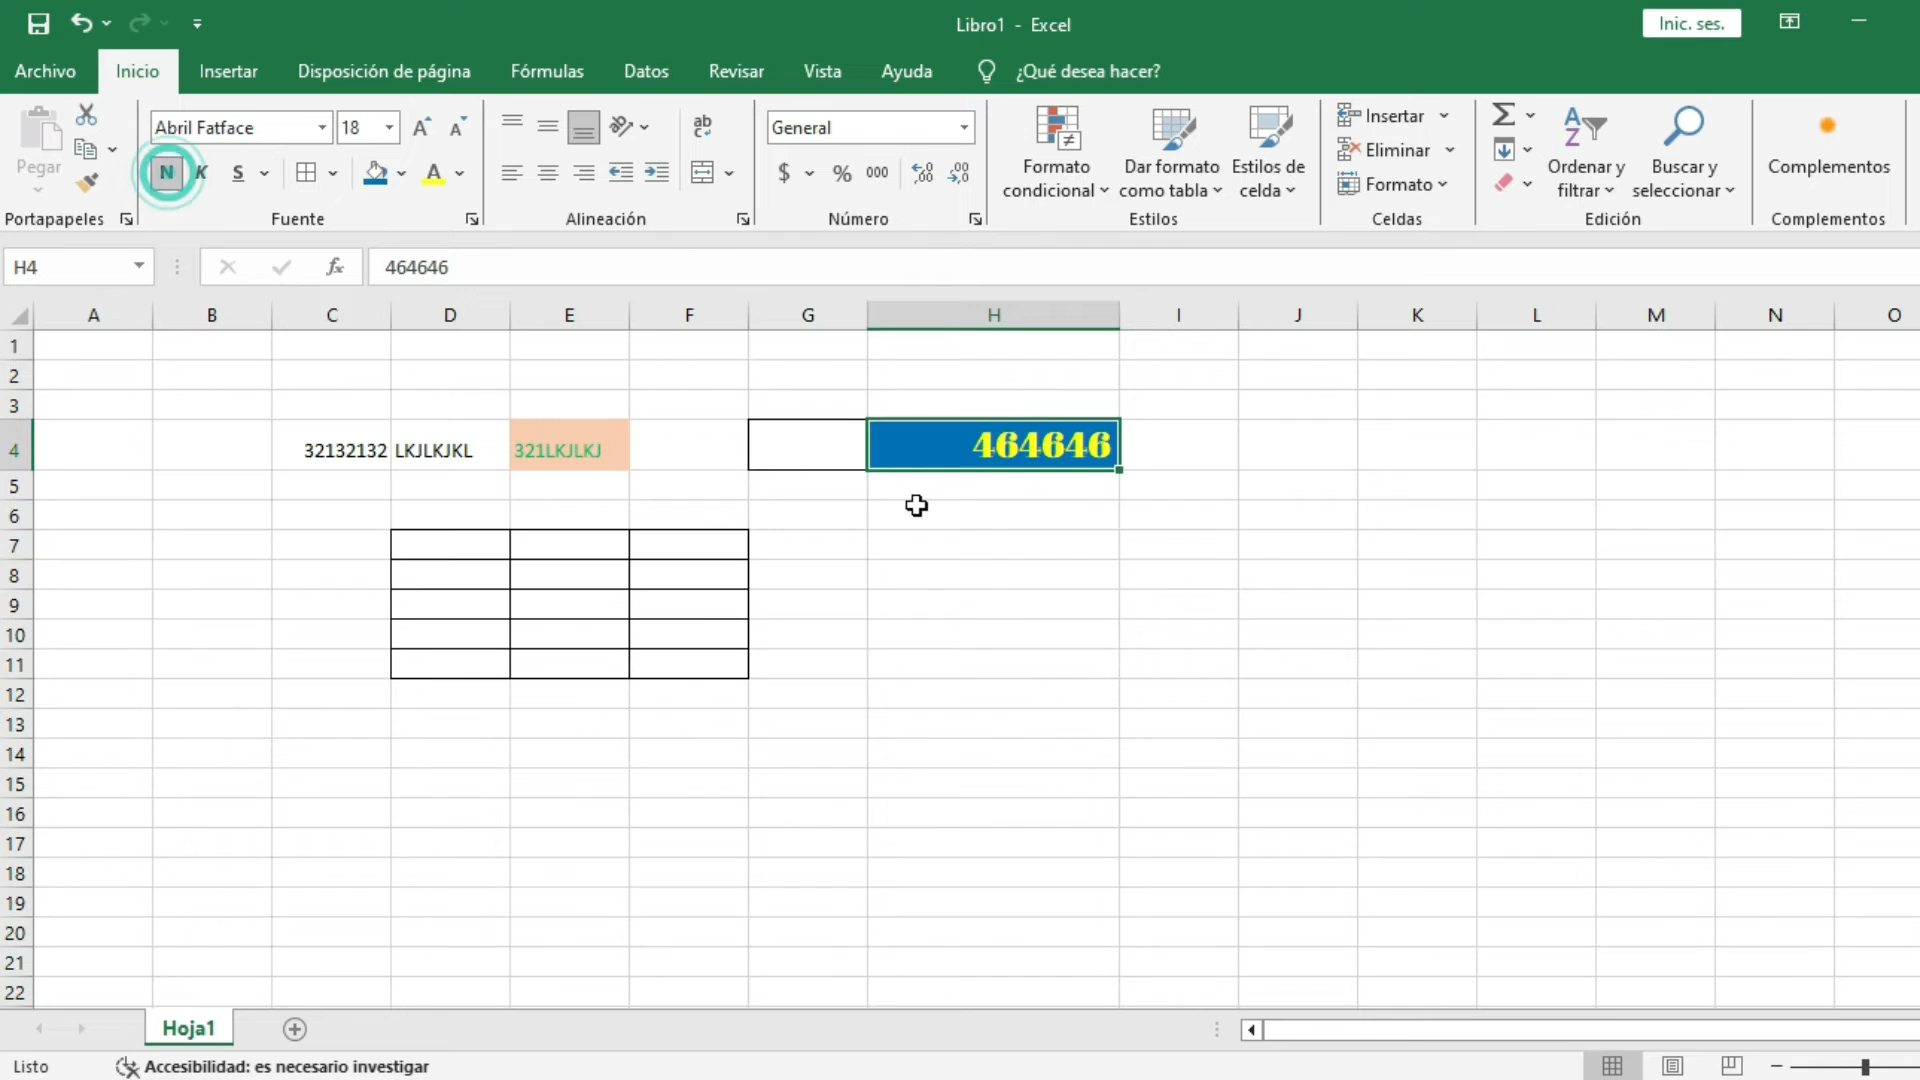 Libro1 - Excel
Inic. ses.
Archivo Inicio Insertar Disposición de página Fórmulas Datos Revisar Vista Ayuda ¿Qué desea hacer?
Pegar
Abril Fatface 18
N K S
ab c
General
$ % 000
Formato condicional
Dar formato como tabla
Estilos de celda
Insertar
Eliminar
Formato
Ordenar y filtrar
Buscar y seleccionar
Complementos
Portapapeles Fuente Alineación Número Estilos Celdas Edición Complementos
H4 fx 464646
A B C D E F G H I J K L M N O
1
2
3
4 32132132 LKJLKJKL 321LKJLKJ 464646
5
6
7
8
9
10
11
12
13
14
15
16
17
18
19
20
21
22
Hoja1
Listo Accesibilidad: es necesario investigar